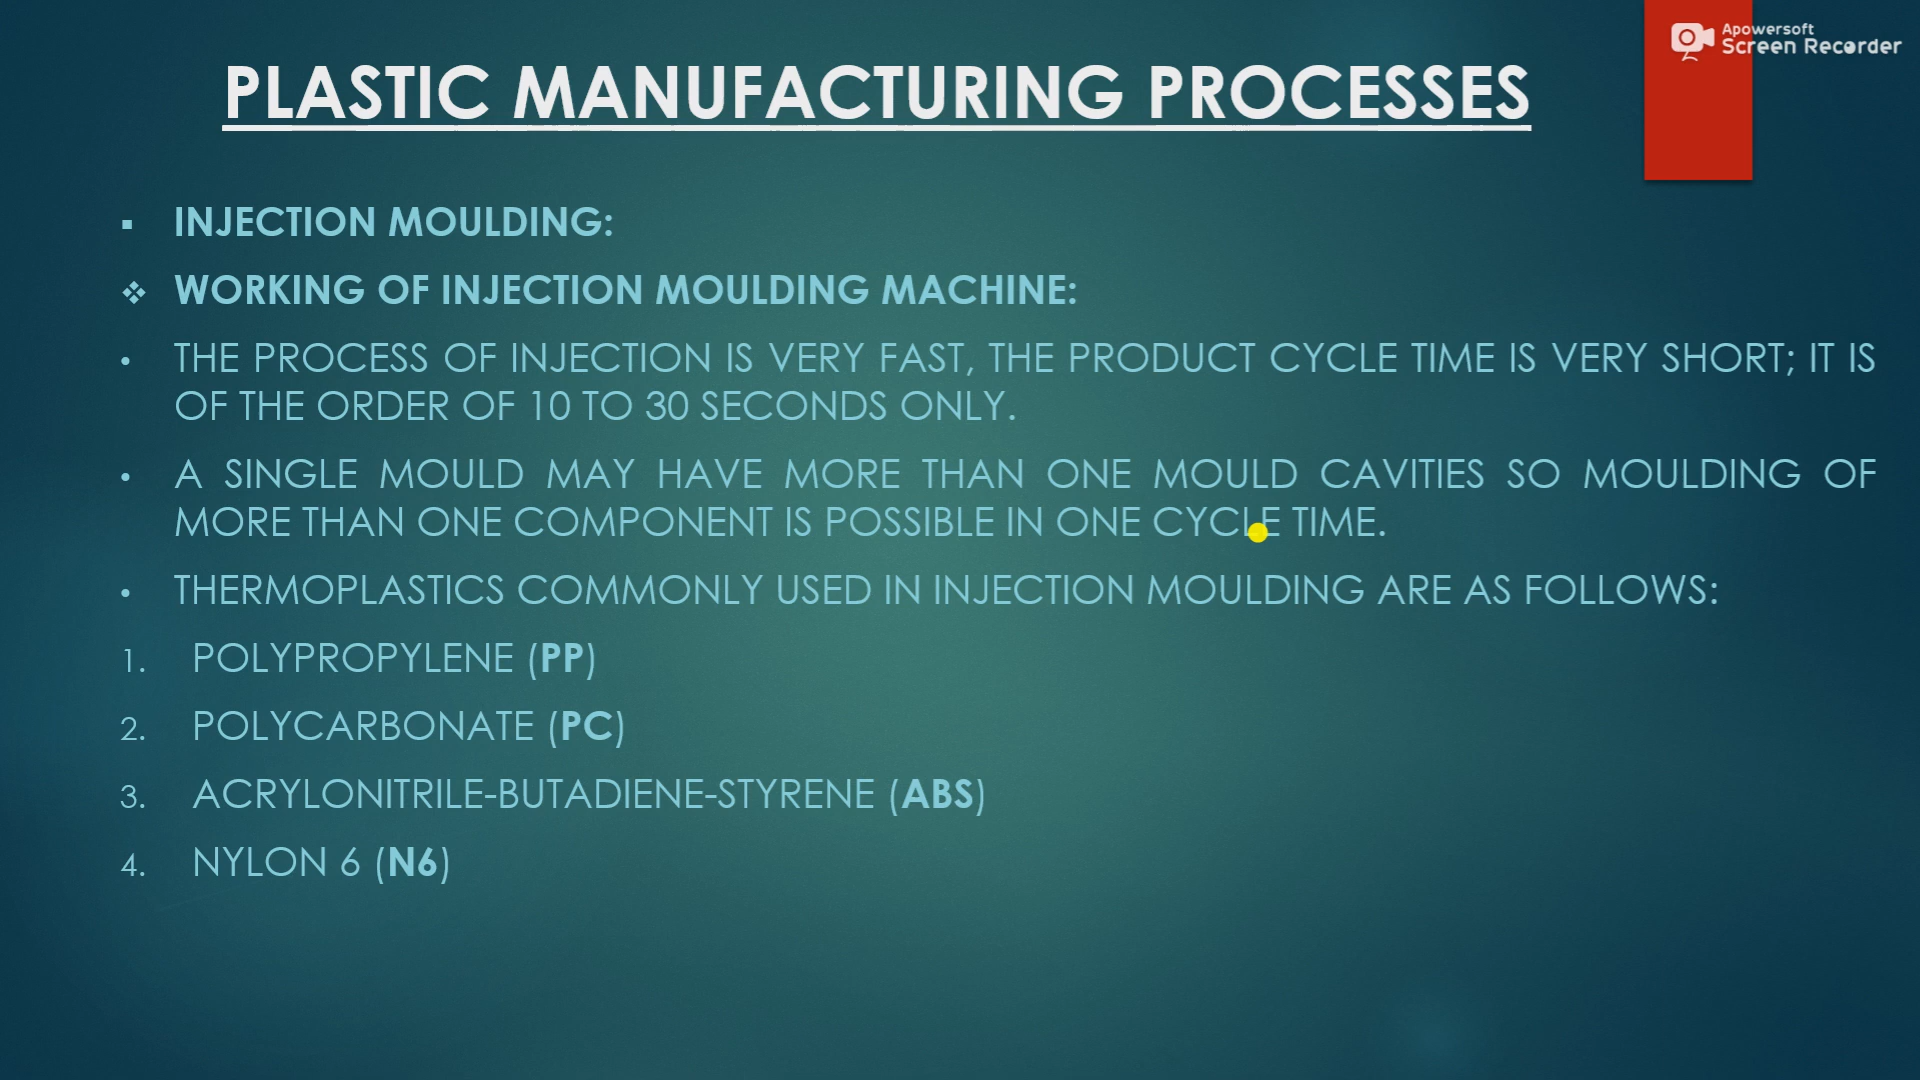 Apowersoft
Screen Recorder
PLASTIC MANUFACTURING PROCESSES
▪ INJECTION MOULDING:
❖ WORKING OF INJECTION MOULDING MACHINE:
• THE PROCESS OF INJECTION IS VERY FAST, THE PRODUCT CYCLE TIME IS VERY SHORT; IT IS
OF THE ORDER OF 10 TO 30 SECONDS ONLY.
• A SINGLE MOULD MAY HAVE MORE THAN ONE MOULD CAVITIES SO MOULDING OF
MORE THAN ONE COMPONENT IS POSSIBLE IN ONE CYCLE TIME.
• THERMOPLASTICS COMMONLY USED IN INJECTION MOULDING ARE AS FOLLOWS:
1. POLYPROPYLENE (PP)
2. POLYCARBONATE (PC)
3. ACRYLONITRILE-BUTADIENE-STYRENE (ABS)
4. NYLON 6 (N6)